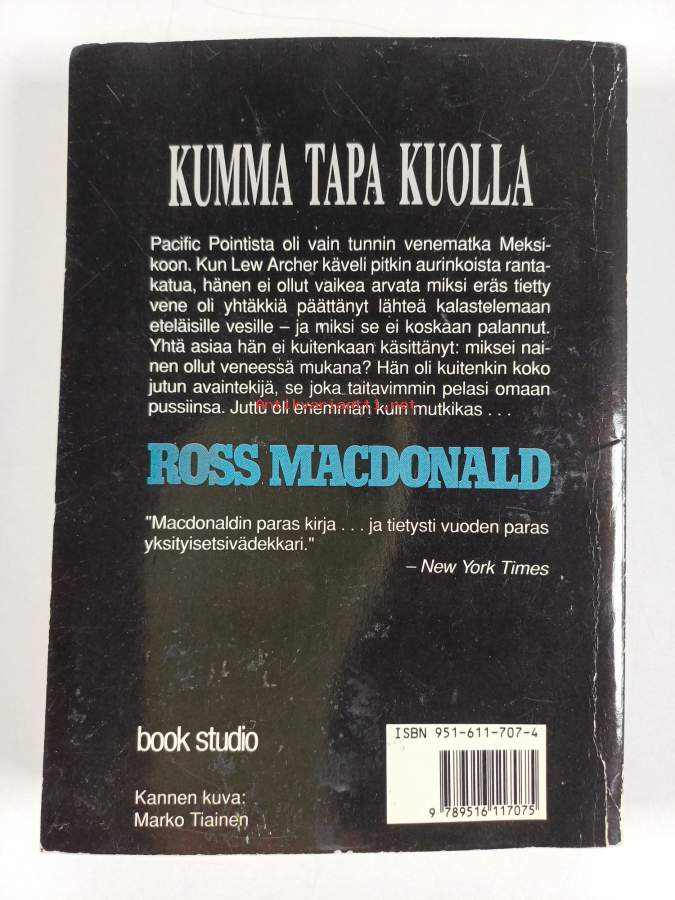 KUMMA TAPA KUOLLA
Pacific Pointista oli vain tunnin venematka Meksi-
koon. Kun Lew Archer käveli pitkin aurinkoista ranta-
katua, hänen ei ollut vaikea arvata miksi eräs tietty
vene oli yhtäkkiä päättänyt lähteä kalastelemaan
eteläisille vesille – ja miksi se ei koskaan palannut.
Yhtä asiaa hän ei kuitenkaan käsittänyt: miksei nai-
nen ollut veneessä mukana? Hän oli kuitenkin koko
jutun avaintekijä, se joka taitavimmin pelasi omaan
pussiinsa. Juttu oli enemmän kuin mutkikas . . .
Antikvariaatti.net
ROSS MACDONALD
"Macdonaldin paras kirja . . . ja tietysti vuoden paras
yksityisetsivädekkari."
– New York Times
book studio
Kannen kuva:
Marko Tiainen
ISBN 951-611-707-4
9 789516 117075